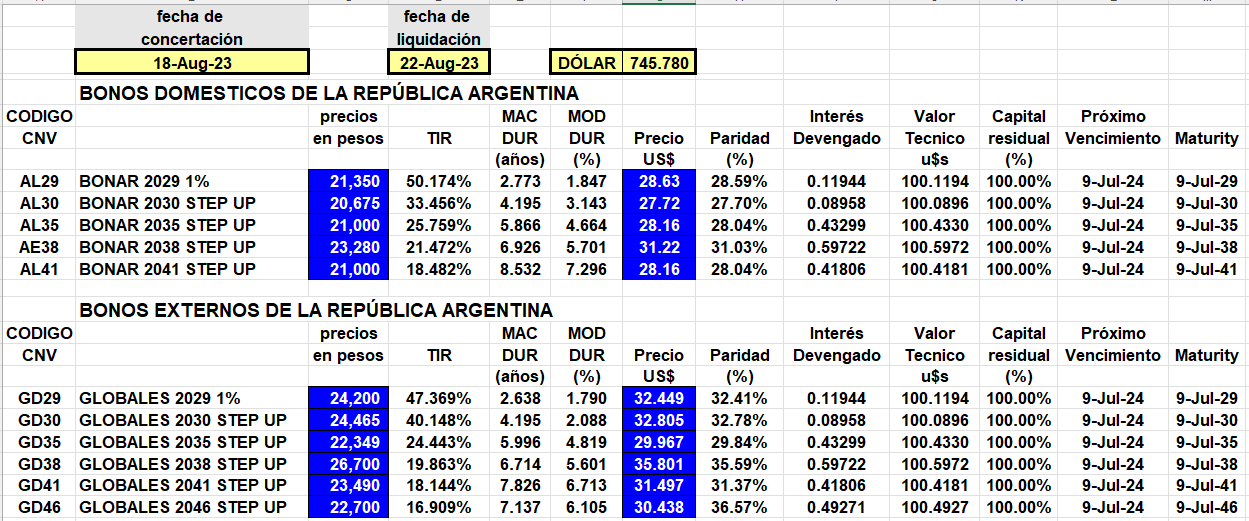 fecha de fecha de
concertación liquidación
18-Aug-23 22-Aug-23 DÓLAR 745.780
BONOS DOMESTICOS DE LA REPÚBLICA ARGENTINA
CODIGO precios MAC MOD Interés Valor Capital Próximo
CNV en pesos TIR DUR DUR Precio Paridad Devengado Tecnico residual Vencimiento Maturity
(años) (%) US$ (%) u$s (%)
AL29 BONAR 2029 1% 21,350 50.174% 2.773 1.847 28.63 28.59% 0.11944 100.1194 100.00% 9-Jul-24 9-Jul-29
AL30 BONAR 2030 STEP UP 20,675 33.456% 4.195 3.143 27.72 27.70% 0.08958 100.0896 100.00% 9-Jul-24 9-Jul-30
AL35 BONAR 2035 STEP UP 21,000 25.759% 5.866 4.664 28.16 28.04% 0.43299 100.4330 100.00% 9-Jul-24 9-Jul-35
AE38 BONAR 2038 STEP UP 23,280 21.472% 6.926 5.701 31.22 31.03% 0.59722 100.5972 100.00% 9-Jul-24 9-Jul-38
AL41 BONAR 2041 STEP UP 21,000 18.482% 8.532 7.296 28.16 28.04% 0.41806 100.4181 100.00% 9-Jul-24 9-Jul-41
BONOS EXTERNOS DE LA REPÚBLICA ARGENTINA
CODIGO precios MAC MOD Interés Valor Capital Próximo
CNV en pesos TIR DUR DUR Precio Paridad Devengado Tecnico residual Vencimiento Maturity
(años) (%) US$ (%) u$s (%)
GD29 GLOBALES 2029 1% 24,200 47.369% 2.638 1.790 32.449 32.41% 0.11944 100.1194 100.00% 9-Jul-24 9-Jul-29
GD30 GLOBALES 2030 STEP UP 24,465 40.148% 4.195 2.088 32.805 32.78% 0.08958 100.0896 100.00% 9-Jul-24 9-Jul-30
GD35 GLOBALES 2035 STEP UP 22,349 24.443% 5.996 4.819 29.967 29.84% 0.43299 100.4330 100.00% 9-Jul-24 9-Jul-35
GD38 GLOBALES 2038 STEP UP 26,700 19.863% 6.714 5.601 35.801 35.59% 0.59722 100.5972 100.00% 9-Jul-24 9-Jul-38
GD41 GLOBALES 2041 STEP UP 23,490 18.144% 7.826 6.713 31.497 31.37% 0.41806 100.4181 100.00% 9-Jul-24 9-Jul-41
GD46 GLOBALES 2046 STEP UP 22,700 16.909% 7.137 6.105 30.438 36.57% 0.49271 100.4927 100.00% 9-Jul-24 9-Jul-46